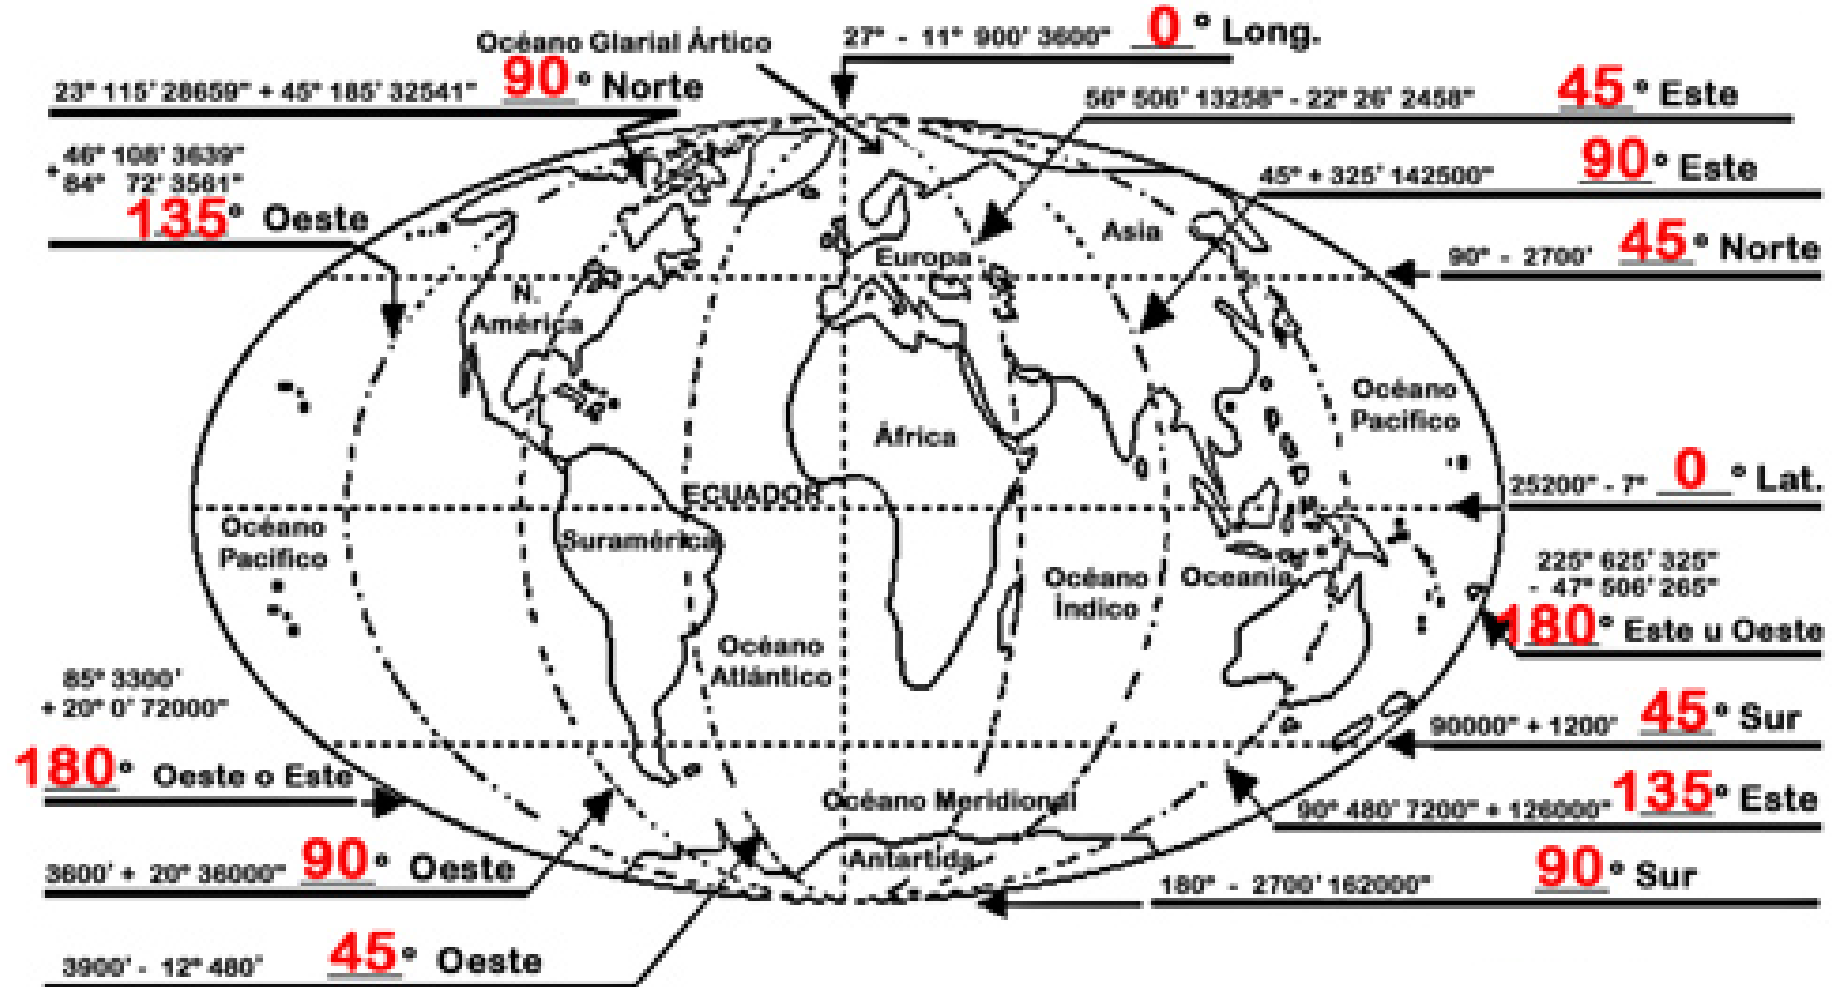 Océano Glarial Ártico
27° - 11° 900' 3600" 0 ° Long.
23° 115' 28659" + 45° 185' 32541" 90 ° Norte
56° 506' 13258" - 22° 26' 2458" 45 ° Este
+ 46° 108' 3639"
84° 72' 3561"
135° Oeste
45° + 325' 142500" 90° Este
Asia
Europa
90° - 2700' 45° Norte
N.
América
Océano
Pacífico
África
25200" - 7° 0 ° Lat.
ECUADOR
Océano
Pacífico
Suramérica
225° 625' 325"
- 47° 506' 265"
180° Este u Oeste
Océano
Índico
Oceania
Océano
Atlántico
85° 3300'
+ 20° 0' 72000"
180° Oeste o Este
90000" + 1200' 45° Sur
Océano Meridional
90° 480' 7200" + 126000" 135° Este
Antartida
3600' + 20° 36000" 90° Oeste
180° - 2700' 162000" 90° Sur
3900' - 12° 480' 45° Oeste